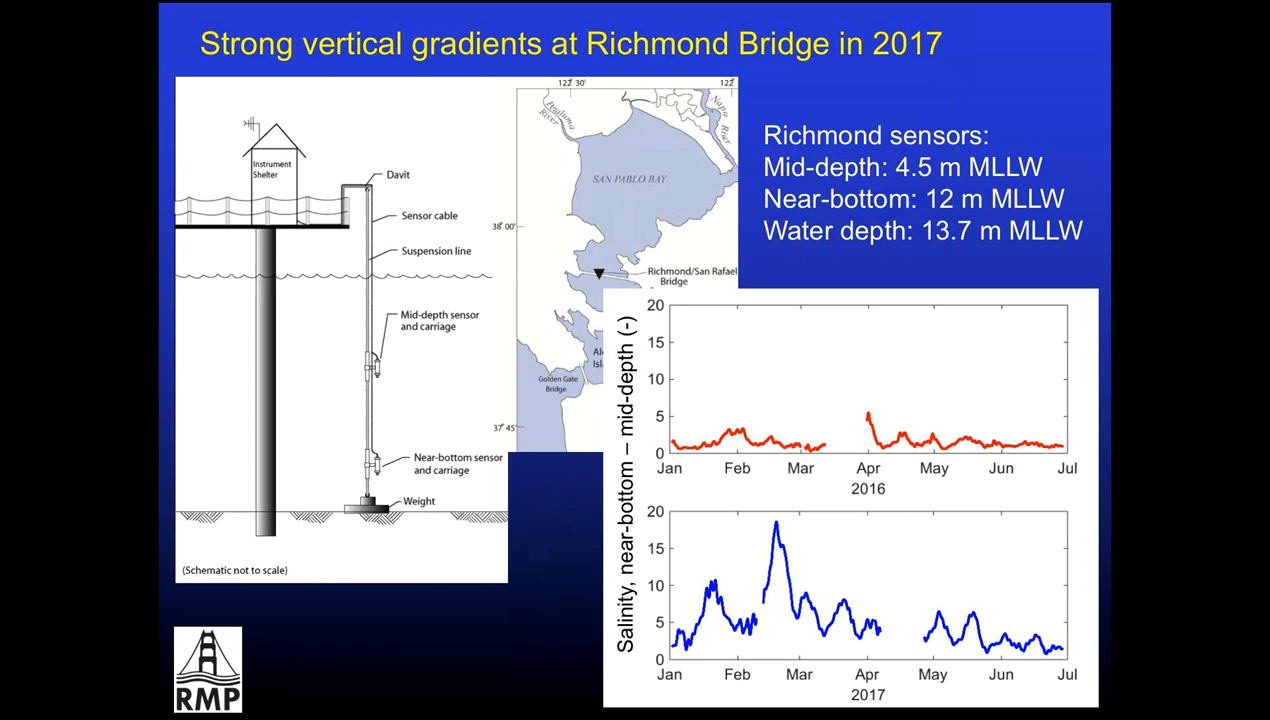 Strong vertical gradients at Richmond Bridge in 2017
Instrument
Shelter
Davit
Sensor cable
Suspension line
Mid-depth sensor
and carriage
Near-bottom sensor
and carriage
Weight
(Schematic not to scale)
122° 30'
122°
Petaluma
River
Napa River
SAN PABLO BAY
38° 00'
Richmond/San Rafael
Bridge
Golden Gate
Bridge
37° 45'
Richmond sensors:
Mid-depth: 4.5 m MLLW
Near-bottom: 12 m MLLW
Water depth: 13.7 m MLLW
Salinity, near-bottom – mid-depth (-)
20
15
10
5
0
Jan Feb Mar Apr May Jun Jul
2016
20
15
10
5
0
Jan Feb Mar Apr May Jun Jul
2017
RMP